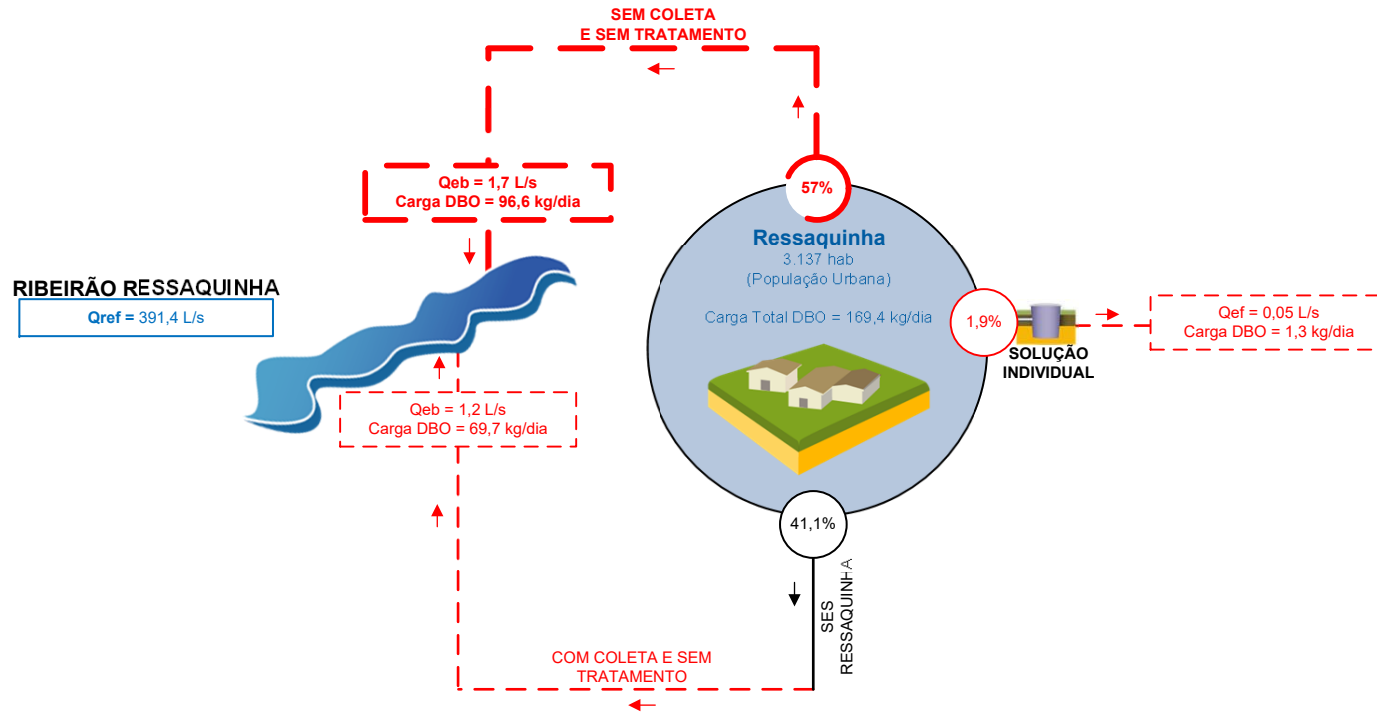 SEM COLETA
E SEM TRATAMENTO
57%
Qeb = 1,7 L/s
Carga DBO = 96,6 kg/dia
Ressaquinha
3.137 hab
(População Urbana)
Carga Total DBO = 169,4 kg/dia
RIBEIRÃO RESSAQUINHA
Qref = 391,4 L/s
1,9%
SOLUÇÃO
INDIVIDUAL
Qef = 0,05 L/s
Carga DBO = 1,3 kg/dia
Qeb = 1,2 L/s
Carga DBO = 69,7 kg/dia
41,1%
SES
RESSAQUINHA
COM COLETA E SEM
TRATAMENTO